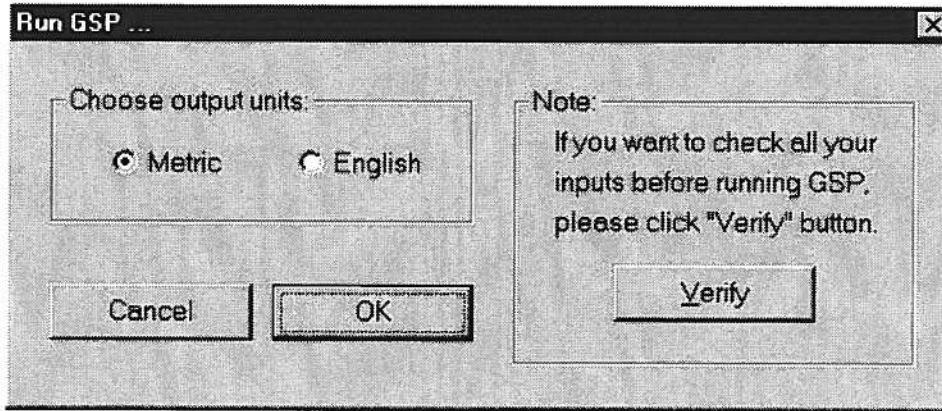 Run GSP ...
Choose output units:
Metric
English
Cancel
OK
Note:
If you want to check all your
inputs before running GSP,
please click "Verify" button.
Verify